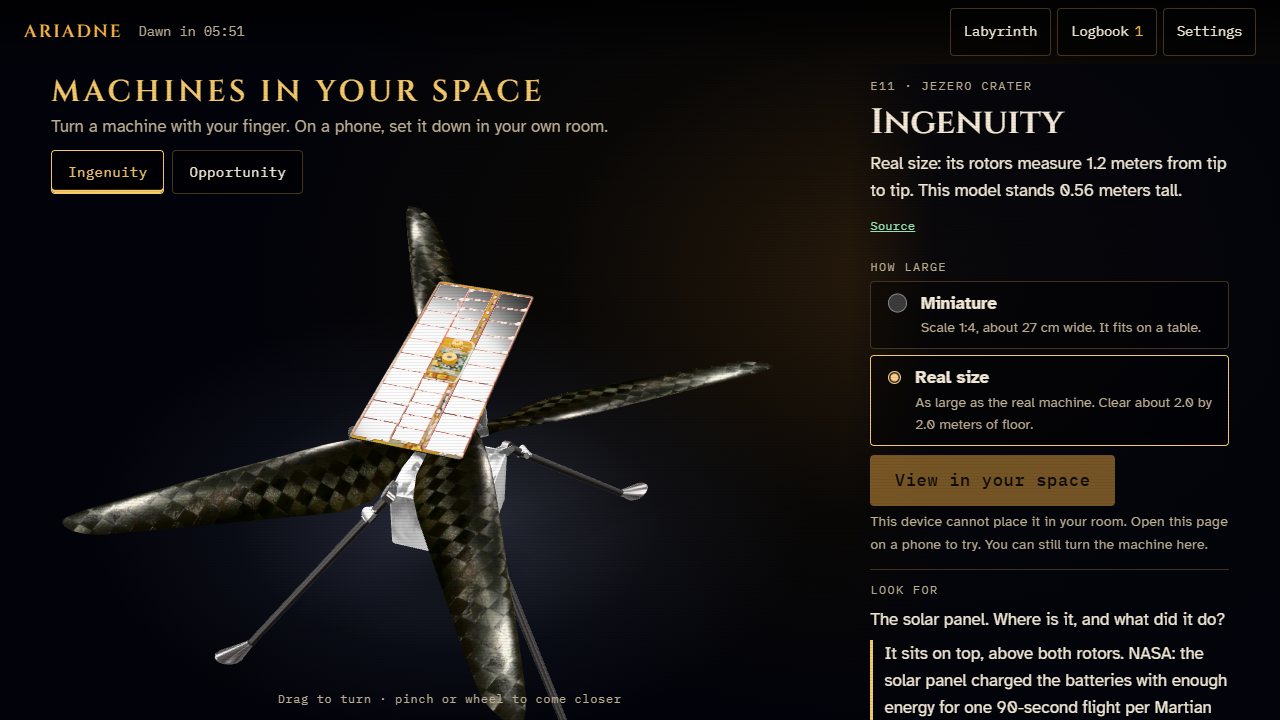 ARIADNE
Dawn in 05:51
Labyrinth
Logbook 1
Settings
MACHINES IN YOUR SPACE
Turn a machine with your finger. On a phone, set it down in your own room.
Ingenuity
Opportunity
Drag to turn · pinch or wheel to come closer
E11 · JEZERO CRATER
INGENUITY
Real size: its rotors measure 1.2 meters from tip
to tip. This model stands 0.56 meters tall.
Source
HOW LARGE
Miniature
Scale 1:4, about 27 cm wide. It fits on a table.
Real size
As large as the real machine. Clear about 2.0 by
2.0 meters of floor.
View in your space
This device cannot place it in your room. Open this page
on a phone to try. You can still turn the machine here.
LOOK FOR
The solar panel. Where is it, and what did it do?
It sits on top, above both rotors. NASA: the
solar panel charged the batteries with enough
energy for one 90-second flight per Martian